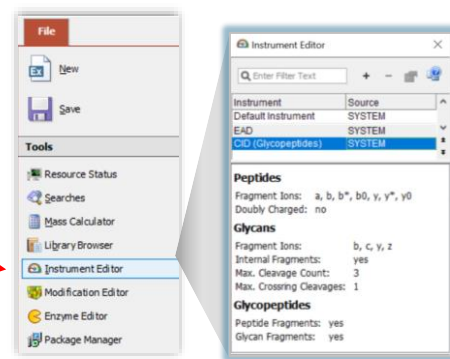 File
New
Save
Tools
Resource Status
Searches
Mass Calculator
Library Browser
Instrument Editor
Modification Editor
Enzyme Editor
Package Manager
Instrument Editor
Enter Filter Text
Instrument Source
Default Instrument SYSTEM
EAD SYSTEM
CID (Glycopeptides) SYSTEM
Peptides
Fragment Ions: a, b, b*, b0, y, y*, y0
Doubly Charged: no
Glycans
Fragment Ions: b, c, y, z
Internal Fragments: yes
Max. Cleavage Count: 3
Max. Crossring Cleavages: 1
Glycopeptides
Peptide Fragments: yes
Glycan Fragments: yes